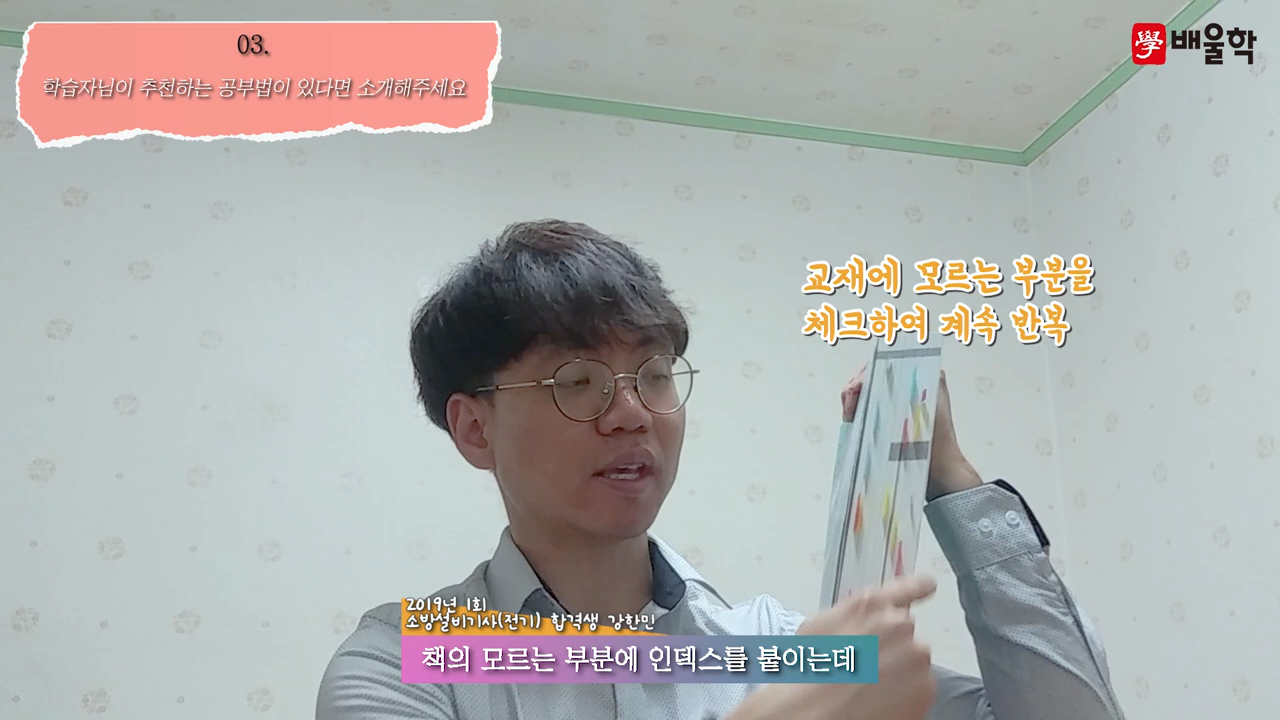 03.
학습자님이 추천하는 공부법이 있다면 소개해주세요
學 배울학
교재에 모르는 부분을
체크하여 계속 반복
2019년 1회
소방설비기사(전기) 합격생 강한민
책의 모르는 부분에 인덱스를 붙이는데